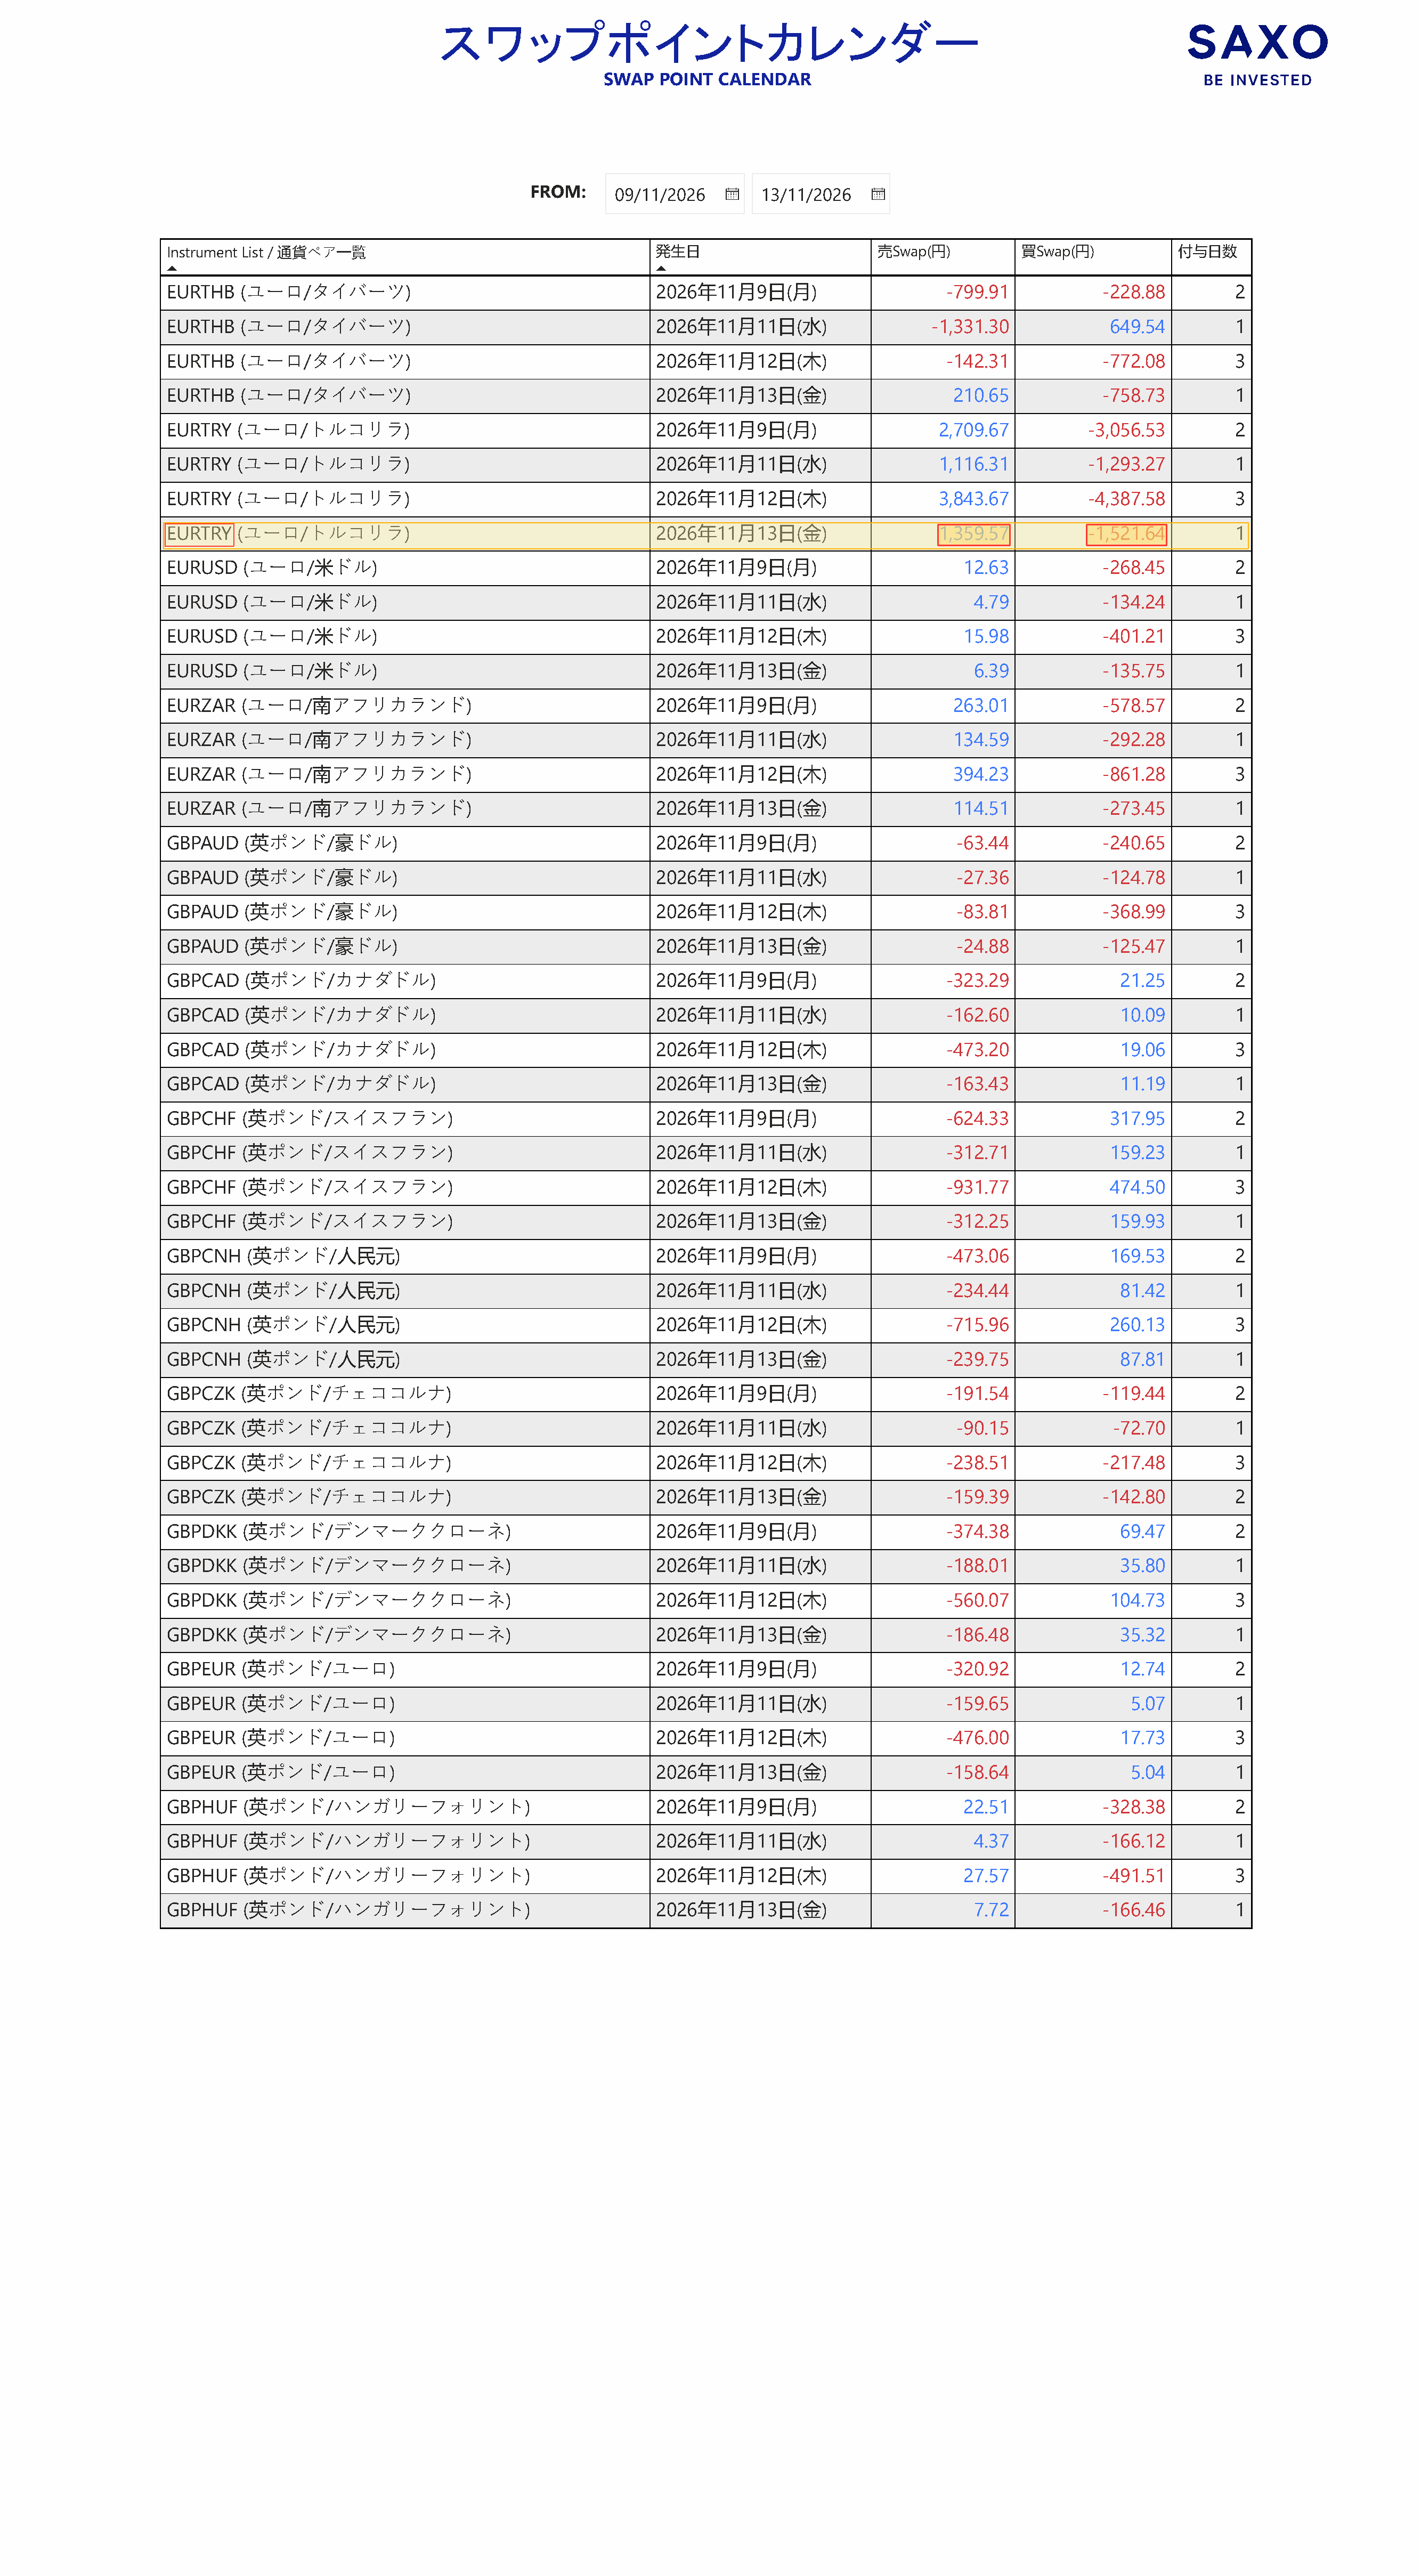 スワップポイントカレンダー
SWAP POINT CALENDAR
SAXO
BE INVESTED
FROM: 09/11/2026 13/11/2026
Instrument List / 通貨ペア一覧 発生日 売Swap(円) 買Swap(円) 付与日数
EURTHB (ユーロ/タイバーツ) 2026年11月9日(月) -799.91 -228.88 2
EURTHB (ユーロ/タイバーツ) 2026年11月11日(水) -1,331.30 649.54 1
EURTHB (ユーロ/タイバーツ) 2026年11月12日(木) -142.31 -772.08 3
EURTHB (ユーロ/タイバーツ) 2026年11月13日(金) 210.65 -758.73 1
EURTRY (ユーロ/トルコリラ) 2026年11月9日(月) 2,709.67 -3,056.53 2
EURTRY (ユーロ/トルコリラ) 2026年11月11日(水) 1,116.31 -1,293.27 1
EURTRY (ユーロ/トルコリラ) 2026年11月12日(木) 3,843.67 -4,387.58 3
EURTRY (ユーロ/トルコリラ) 2026年11月13日(金) 1,359.57 -1,521.64 1
EURUSD (ユーロ/米ドル) 2026年11月9日(月) 12.63 -268.45 2
EURUSD (ユーロ/米ドル) 2026年11月11日(水) 4.79 -134.24 1
EURUSD (ユーロ/米ドル) 2026年11月12日(木) 15.98 -401.21 3
EURUSD (ユーロ/米ドル) 2026年11月13日(金) 6.39 -135.75 1
EURZAR (ユーロ/南アフリカランド) 2026年11月9日(月) 263.01 -578.57 2
EURZAR (ユーロ/南アフリカランド) 2026年11月11日(水) 134.59 -292.28 1
EURZAR (ユーロ/南アフリカランド) 2026年11月12日(木) 394.23 -861.28 3
EURZAR (ユーロ/南アフリカランド) 2026年11月13日(金) 114.51 -273.45 1
GBPAUD (英ポンド/豪ドル) 2026年11月9日(月) -63.44 -240.65 2
GBPAUD (英ポンド/豪ドル) 2026年11月11日(水) -27.36 -124.78 1
GBPAUD (英ポンド/豪ドル) 2026年11月12日(木) -83.81 -368.99 3
GBPAUD (英ポンド/豪ドル) 2026年11月13日(金) -24.88 -125.47 1
GBPCAD (英ポンド/カナダドル) 2026年11月9日(月) -323.29 21.25 2
GBPCAD (英ポンド/カナダドル) 2026年11月11日(水) -162.60 10.09 1
GBPCAD (英ポンド/カナダドル) 2026年11月12日(木) -473.20 19.06 3
GBPCAD (英ポンド/カナダドル) 2026年11月13日(金) -163.43 11.19 1
GBPCHF (英ポンド/スイスフラン) 2026年11月9日(月) -624.33 317.95 2
GBPCHF (英ポンド/スイスフラン) 2026年11月11日(水) -312.71 159.23 1
GBPCHF (英ポンド/スイスフラン) 2026年11月12日(木) -931.77 474.50 3
GBPCHF (英ポンド/スイスフラン) 2026年11月13日(金) -312.25 159.93 1
GBPCNH (英ポンド/人民元) 2026年11月9日(月) -473.06 169.53 2
GBPCNH (英ポンド/人民元) 2026年11月11日(水) -234.44 81.42 1
GBPCNH (英ポンド/人民元) 2026年11月12日(木) -715.96 260.13 3
GBPCNH (英ポンド/人民元) 2026年11月13日(金) -239.75 87.81 1
GBPCZK (英ポンド/チェココルナ) 2026年11月9日(月) -191.54 -119.44 2
GBPCZK (英ポンド/チェココルナ) 2026年11月11日(水) -90.15 -72.70 1
GBPCZK (英ポンド/チェココルナ) 2026年11月12日(木) -238.51 -217.48 3
GBPCZK (英ポンド/チェココルナ) 2026年11月13日(金) -159.39 -142.80 2
GBPDKK (英ポンド/デンマーククローネ) 2026年11月9日(月) -374.38 69.47 2
GBPDKK (英ポンド/デンマーククローネ) 2026年11月11日(水) -188.01 35.80 1
GBPDKK (英ポンド/デンマーククローネ) 2026年11月12日(木) -560.07 104.73 3
GBPDKK (英ポンド/デンマーククローネ) 2026年11月13日(金) -186.48 35.32 1
GBPEUR (英ポンド/ユーロ) 2026年11月9日(月) -320.92 12.74 2
GBPEUR (英ポンド/ユーロ) 2026年11月11日(水) -159.65 5.07 1
GBPEUR (英ポンド/ユーロ) 2026年11月12日(木) -476.00 17.73 3
GBPEUR (英ポンド/ユーロ) 2026年11月13日(金) -158.64 5.04 1
GBPHUF (英ポンド/ハンガリーフォリント) 2026年11月9日(月) 22.51 -328.38 2
GBPHUF (英ポンド/ハンガリーフォリント) 2026年11月11日(水) 4.37 -166.12 1
GBPHUF (英ポンド/ハンガリーフォリント) 2026年11月12日(木) 27.57 -491.51 3
GBPHUF (英ポンド/ハンガリーフォリント) 2026年11月13日(金) 7.72 -166.46 1